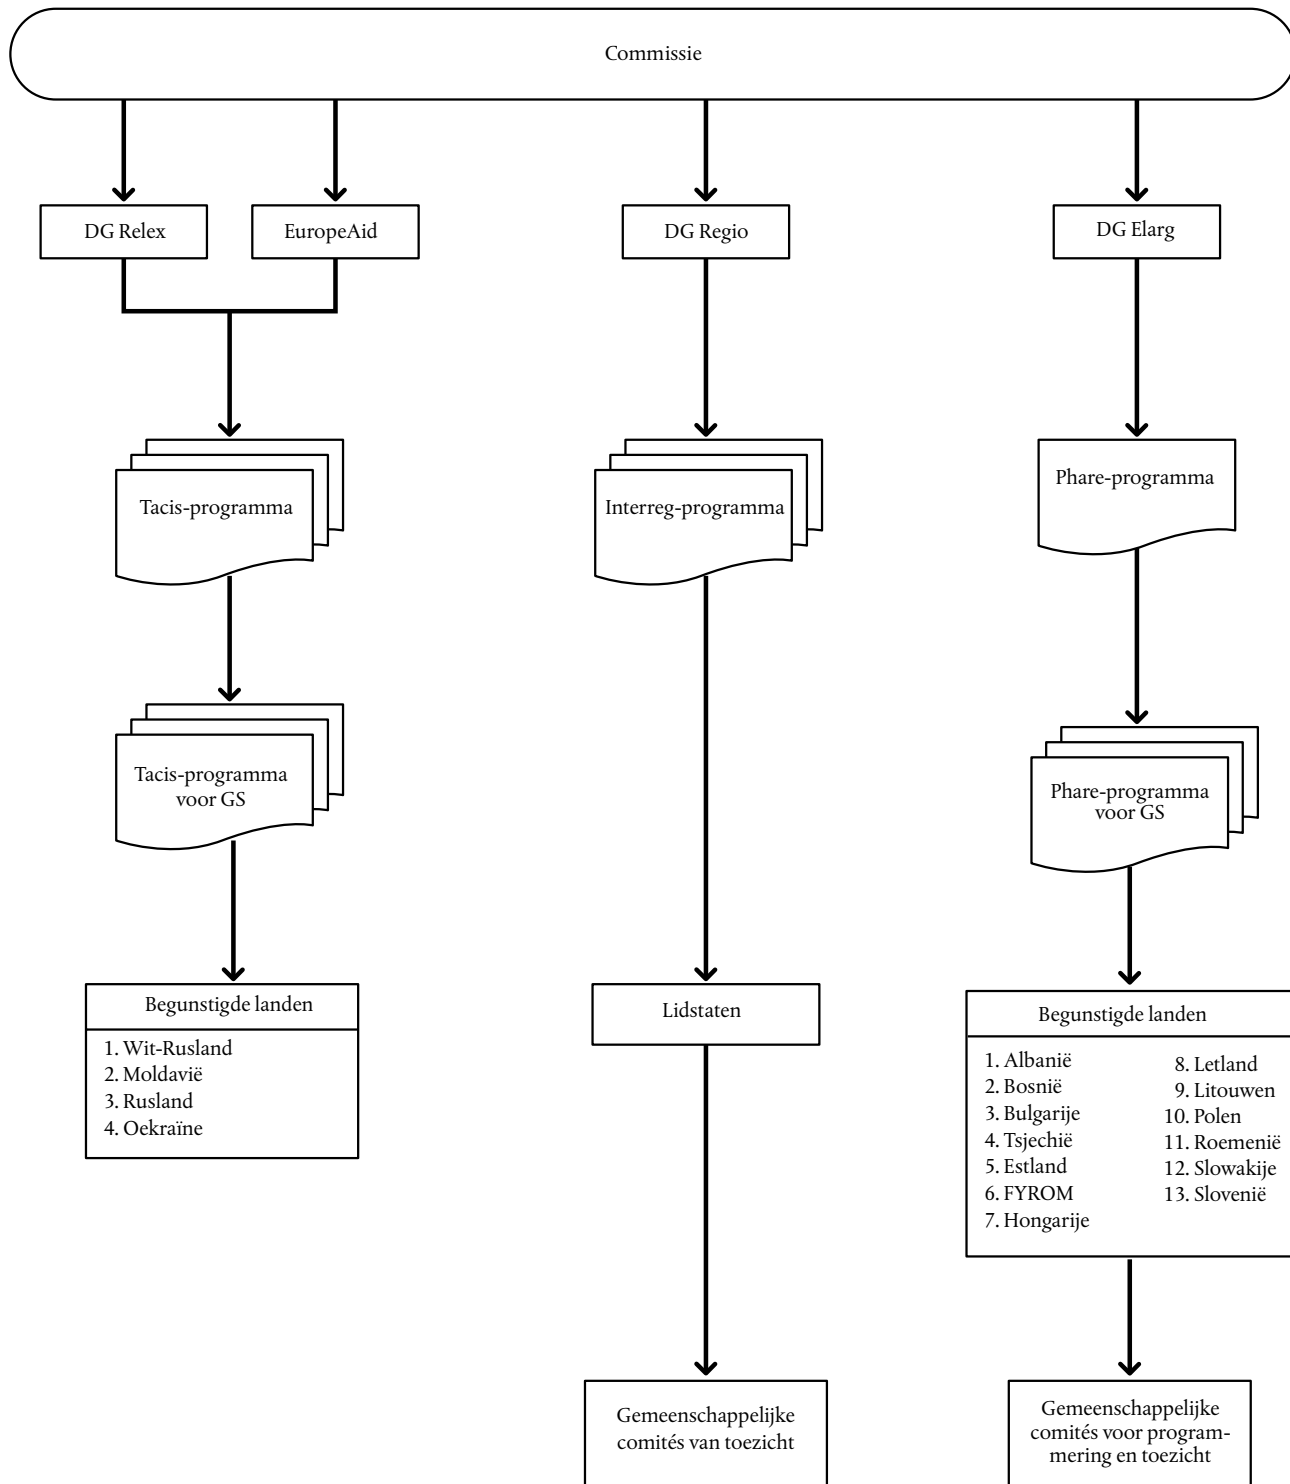 Commissie
DG Relex
EuropeAid
DG Regio
DG Elarg
Tacis-programma
Interreg-programma
Phare-programma
Tacis-programma
voor GS
Phare-programma
voor GS
Begunstigde landen
1. Wit-Rusland
2. Moldavië
3. Rusland
4. Oekraïne
Lidstaten
Begunstigde landen
1. Albanië
2. Bosnië
3. Bulgarije
4. Tsjechië
5. Estland
6. FYROM
7. Hongarije
8. Letland
9. Litouwen
10. Polen
11. Roemenië
12. Slowakije
13. Slovenië
Gemeenschappelijke
comités van toezicht
Gemeenschappelijke
comités voor program-
mering en toezicht